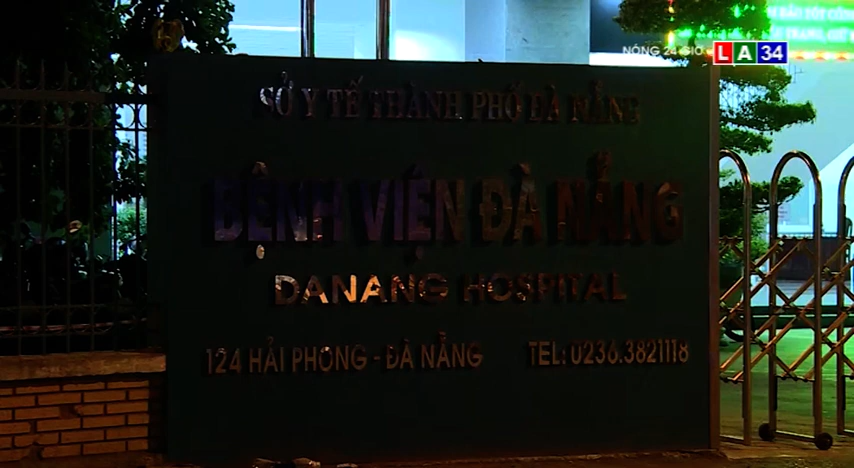 NÓNG 24 GIỜ LA34
SỞ Y TẾ THÀNH PHỐ ĐÀ NẴNG
BỆNH VIỆN ĐÀ NẴNG
DANANG HOSPITAL
124 HẢI PHÒNG - ĐÀ NẴNG TEL: 0236.3821118